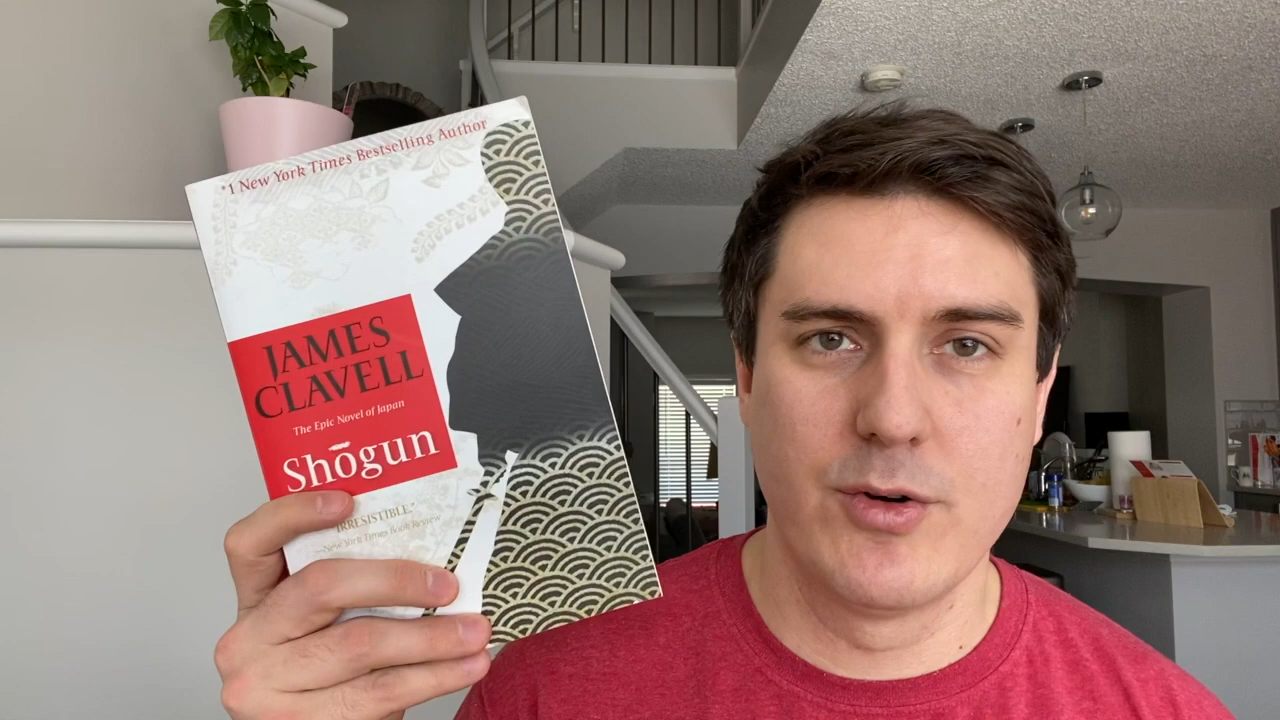 #1 New York Times Bestselling Author
JAMES
CLAVELL
The Epic Novel of Japan
Shōgun
"IRRESISTIBLE."
—New York Times Book Review